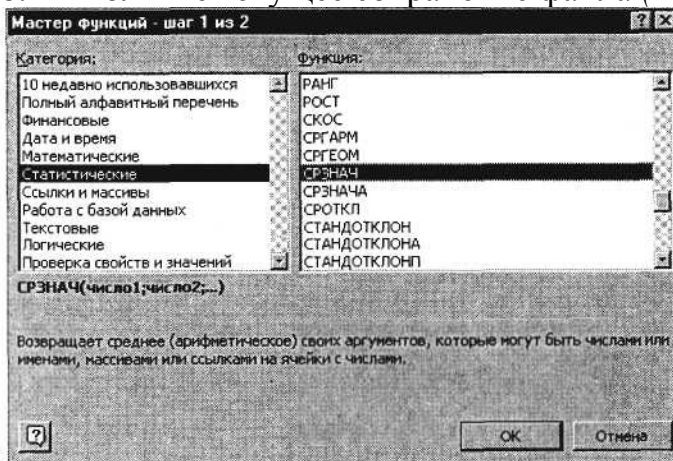 Мастер функций - шаг 1 из 2
Категория:
10 недавно использовавшихся
Полный алфавитный перечень
Финансовые
Дата и время
Математические
Статистические
Ссылки и массивы
Работа с базой данных
Текстовые
Логические
Проверка свойств и значений
Функция:
РАНГ
РОСТ
СКОС
СРГАРМ
СРГЕОМ
СРЗНАЧ
СРЗНАЧА
СРОТКЛ
СТАНДОТКЛОН
СТАНДОТКЛОНА
СТАНДОТКЛОНП
СРЗНАЧ(число1;число2;...)
Возвращает среднее (арифметическое) своих аргументов, которые могут быть числами или
именами, массивами или ссылками на ячейки с числами.
OK
Отмена